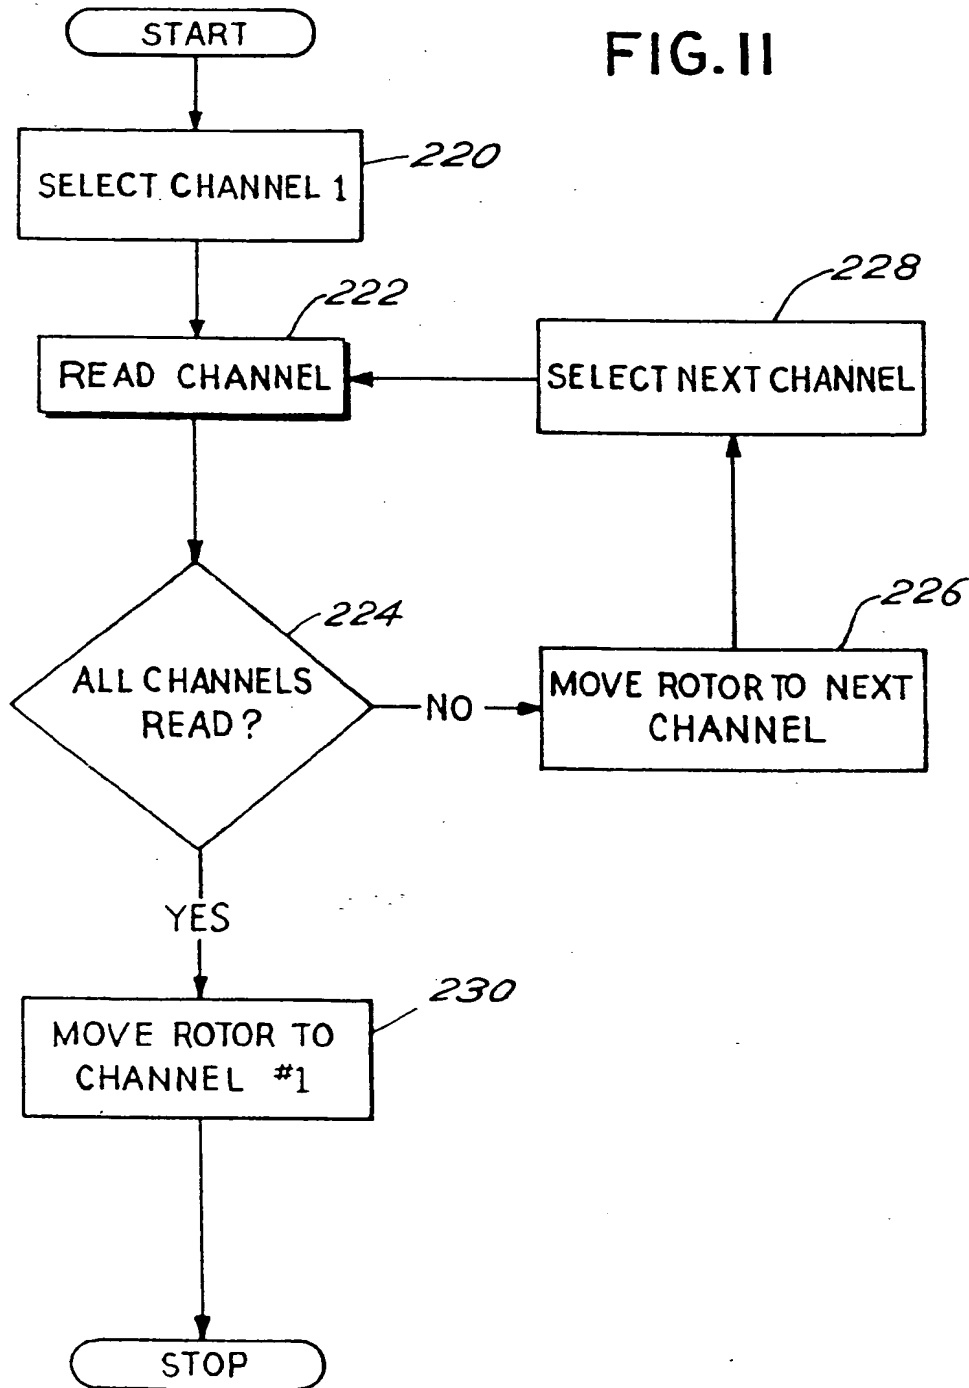 START
FIG. 11
220
SELECT CHANNEL 1
222
READ CHANNEL
228
SELECT NEXT CHANNEL
224
ALL CHANNELS
READ?
NO
226
MOVE ROTOR TO NEXT
CHANNEL
YES
230
MOVE ROTOR TO
CHANNEL #1
STOP